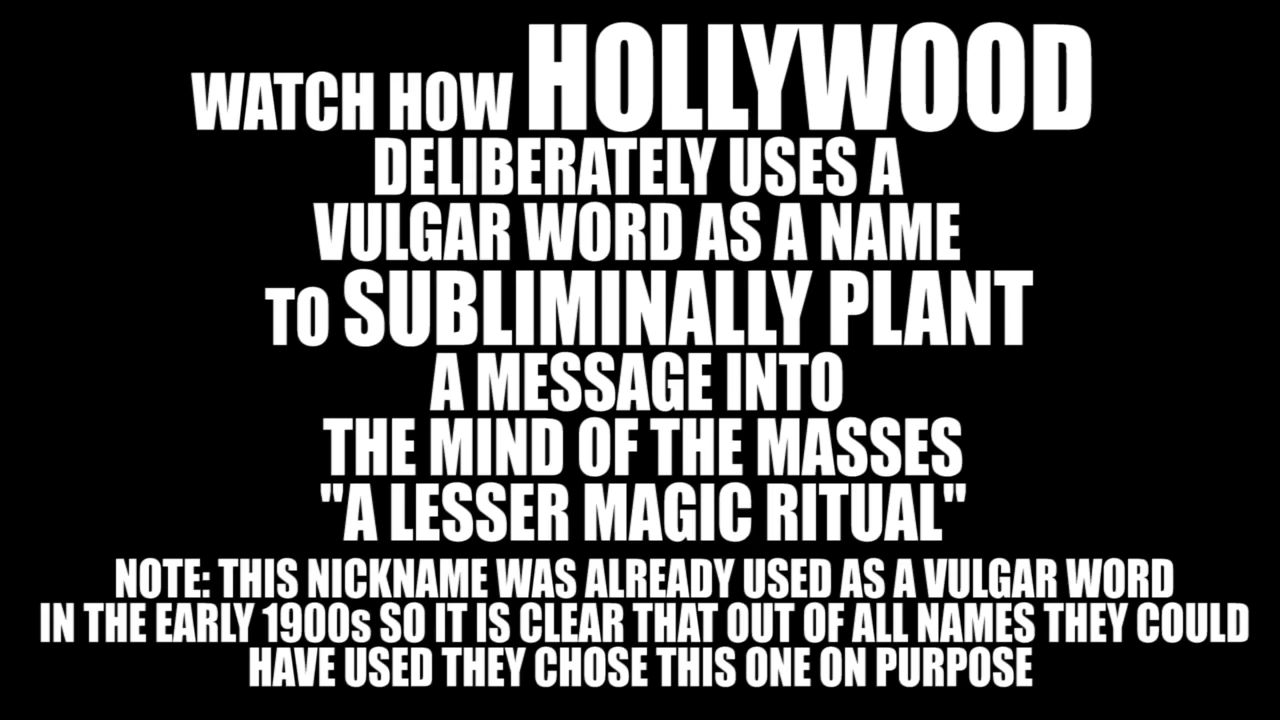 WATCH HOW HOLLYWOOD
DELIBERATELY USES A
VULGAR WORD AS A NAME
TO SUBLIMINALLY PLANT
A MESSAGE INTO
THE MIND OF THE MASSES
"A LESSER MAGIC RITUAL"
NOTE: THIS NICKNAME WAS ALREADY USED AS A VULGAR WORD
IN THE EARLY 1900s SO IT IS CLEAR THAT OUT OF ALL NAMES THEY COULD
HAVE USED THEY CHOSE THIS ONE ON PURPOSE